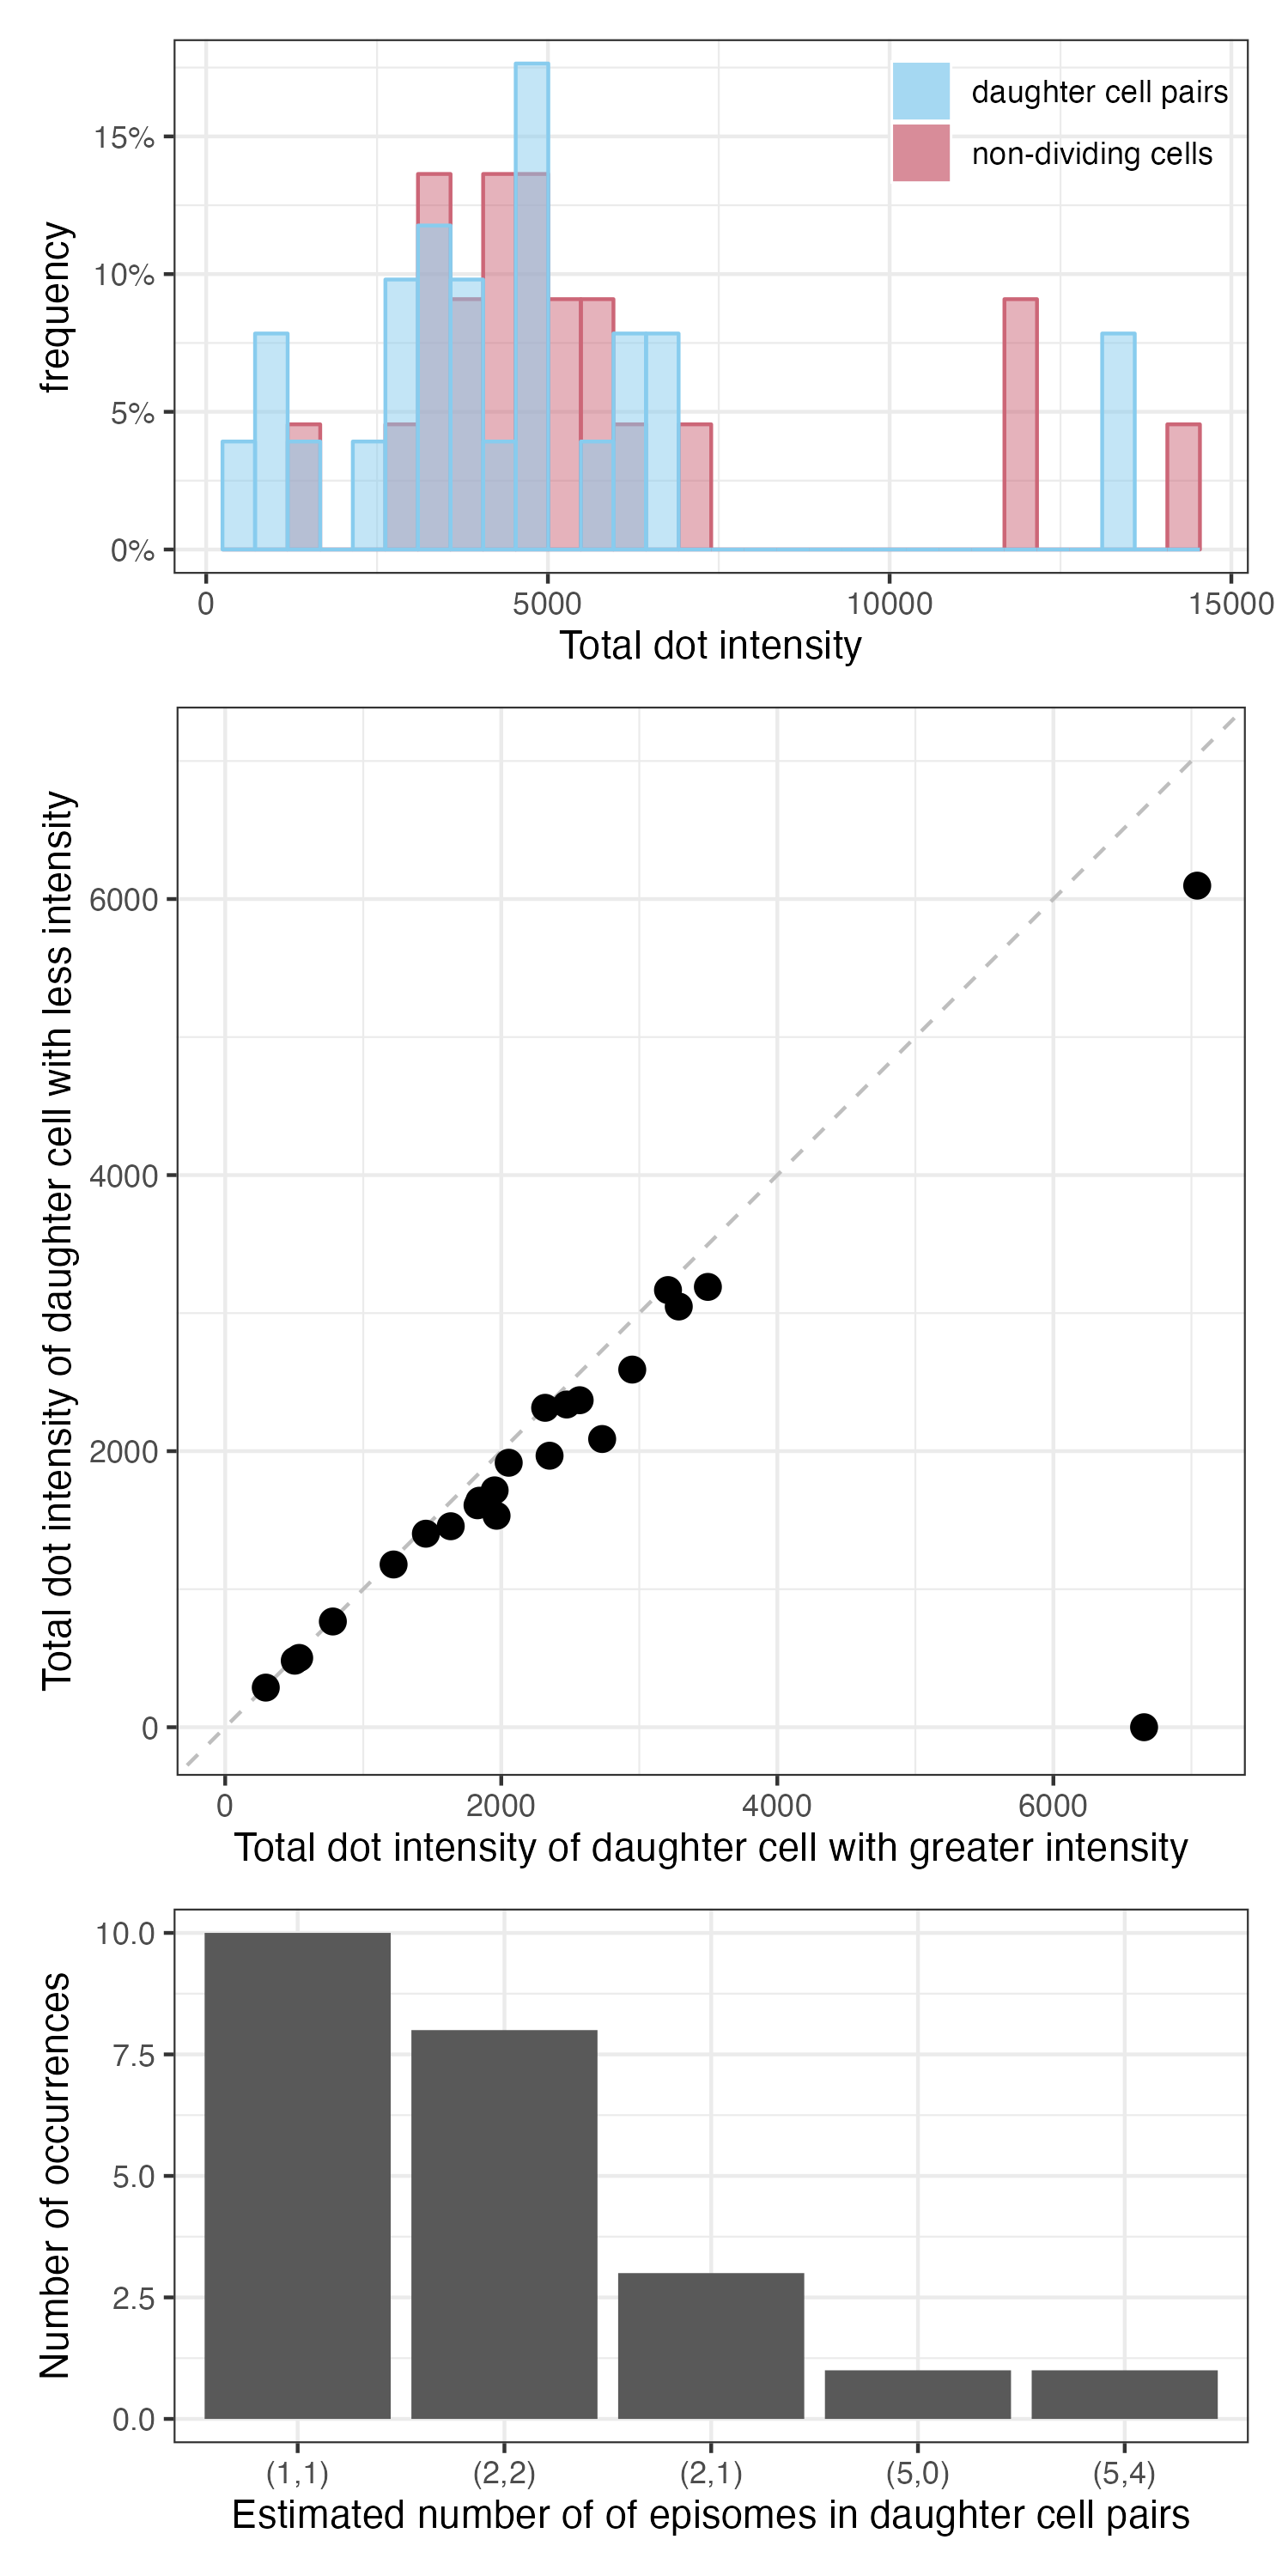 daughter cell pairs
non-dividing cells
frequency
15%
10%
5%
0%
0 5000 10000 15000
Total dot intensity
Total dot intensity of daughter cell with less intensity
6000
4000
2000
0
0 2000 4000 6000
Total dot intensity of daughter cell with greater intensity
Number of occurrences
10.0
7.5
5.0
2.5
0.0
(1,1) (2,2) (2,1) (5,0) (5,4)
Estimated number of of episomes in daughter cell pairs